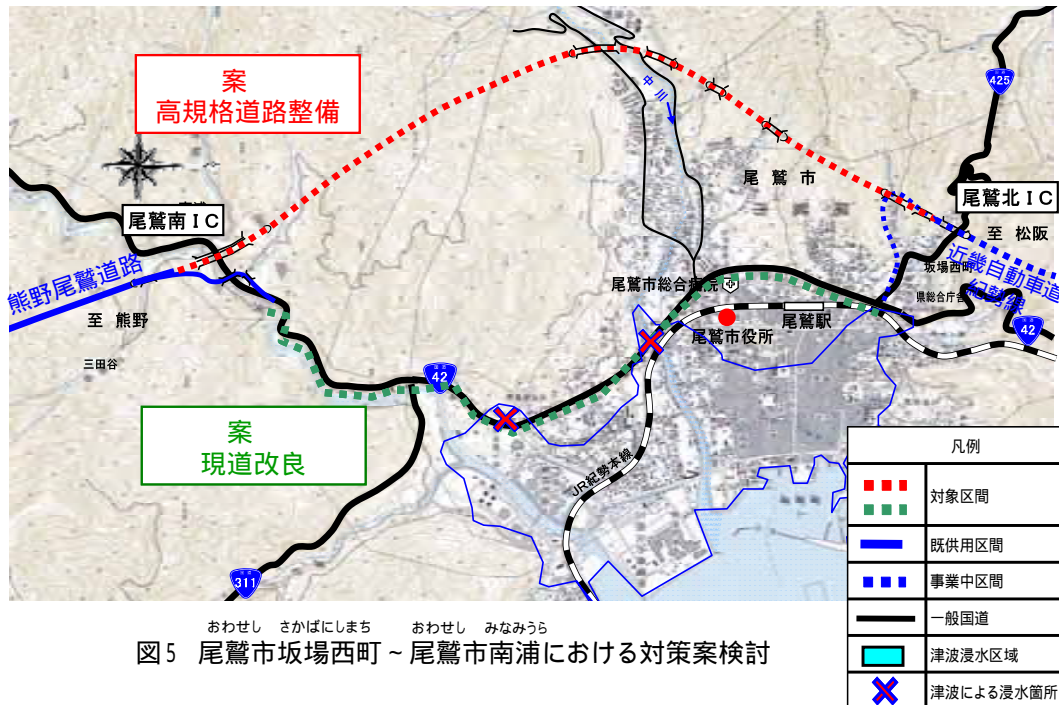 案
高規格道路整備
中川
425
尾鷲市
尾鷲北IC
尾鷲南IC
至 松阪
近畿自動車道
紀勢線
坂場西町
県総合庁舎
熊野尾鷲道路
至 熊野
三田谷
尾鷲市総合病院
尾鷲駅
尾鷲市役所
42
42
案
現道改良
JR紀勢本線
311
凡例
対象区間
既供用区間
事業中区間
一般国道
津波浸水区域
津波による浸水箇所
おわせし さかばにしまち おわせし みなみうら
図5 尾鷲市坂場西町~尾鷲市南浦における対策案検討